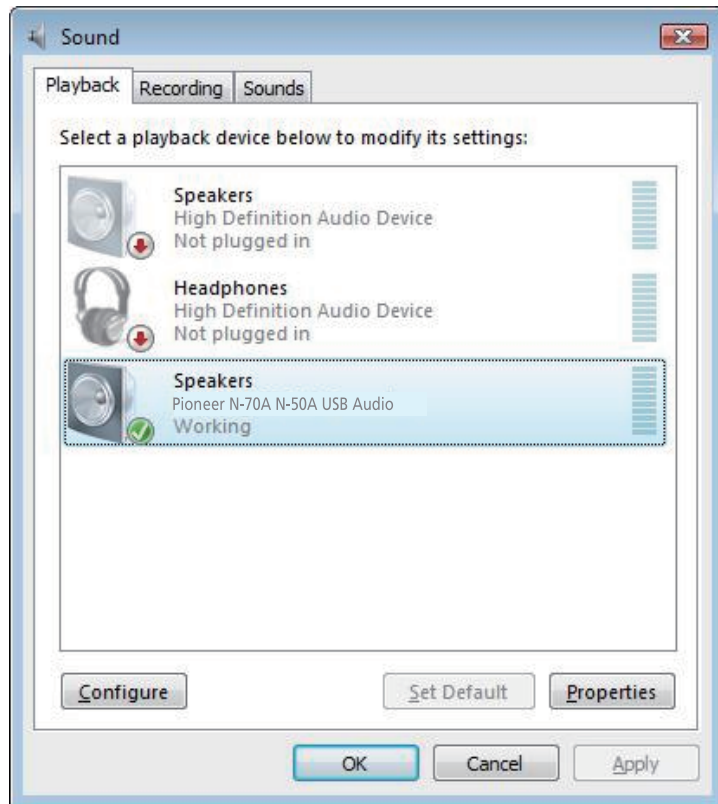 Sound
Playback Recording Sounds
Select a playback device below to modify its settings:
Speakers
High Definition Audio Device
Not plugged in
Headphones
High Definition Audio Device
Not plugged in
Speakers
Pioneer N-70A N-50A USB Audio
Working
Configure Set Default Properties
OK Cancel Apply